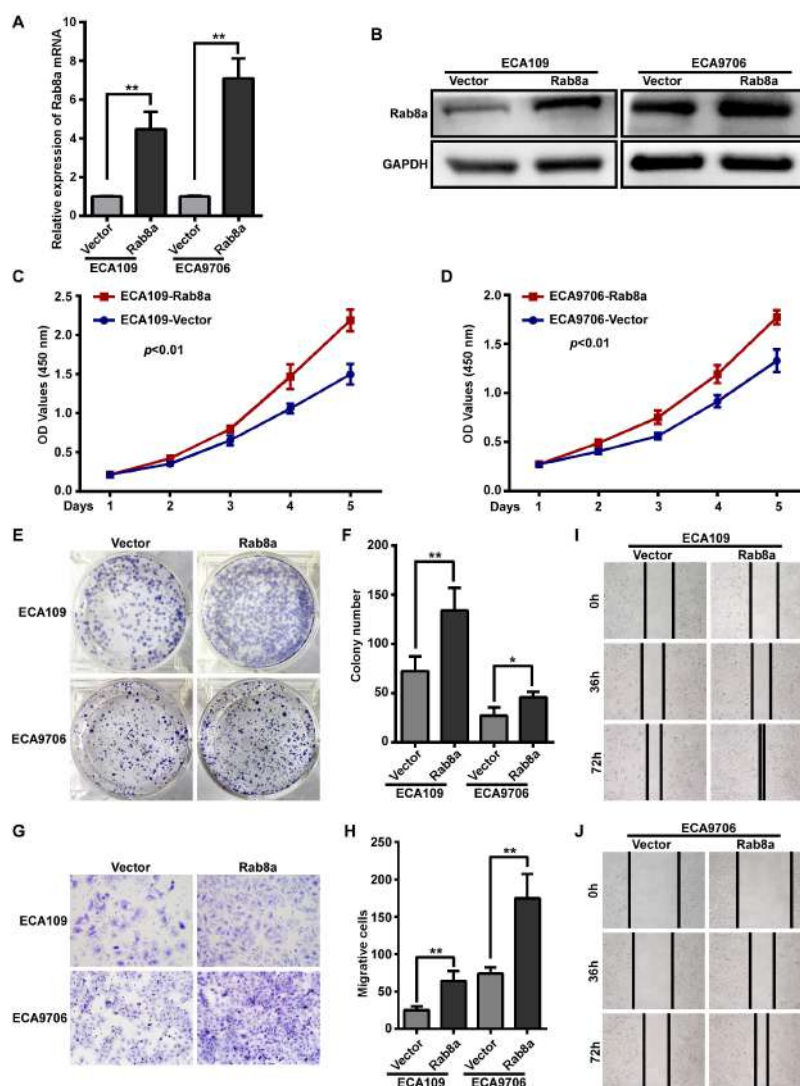 A
Relative expression of Rab8a mRNA
10
8
6
4
2
0
**
**
Vector
Rab8a
Vector
Rab8a
ECA109
ECA9706
B
ECA109
ECA9706
Vector
Rab8a
Vector
Rab8a
Rab8a
GAPDH
C
OD Values (450 nm)
2.5
2.0
1.5
1.0
0.5
0.0
ECA109-Rab8a
ECA109-Vector
p<0.01
Days
1
2
3
4
5
D
OD Values (450 nm)
2.0
1.5
1.0
0.5
0.0
ECA9706-Rab8a
ECA9706-Vector
p<0.01
Days
1
2
3
4
5
E
Vector
Rab8a
ECA109
ECA9706
F
Colony number
200
150
100
50
0
**
*
Vector
Rab8a
Vector
Rab8a
ECA109
ECA9706
G
Vector
Rab8a
ECA109
ECA9706
H
Migrative cells
250
200
150
100
50
0
**
**
Vector
Rab8a
Vector
Rab8a
ECA109
ECA9706
I
ECA109
Vector
Rab8a
0h
36h
72h
J
ECA9706
Vector
Rab8a
0h
36h
72h